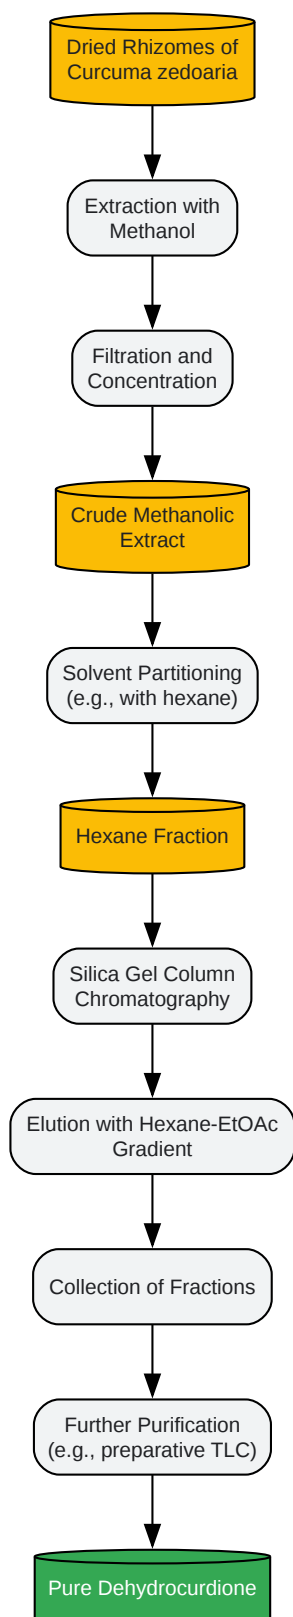 Dried Rhizomes of
Curcuma zedoaria
Extraction with
Methanol
Filtration and
Concentration
Crude Methanolic
Extract
Solvent Partitioning
(e.g., with hexane)
Hexane Fraction
Silica Gel Column
Chromatography
Elution with Hexane-EtOAc
Gradient
Collection of Fractions
Further Purification
(e.g., preparative TLC)
Pure Dehydrocurdione